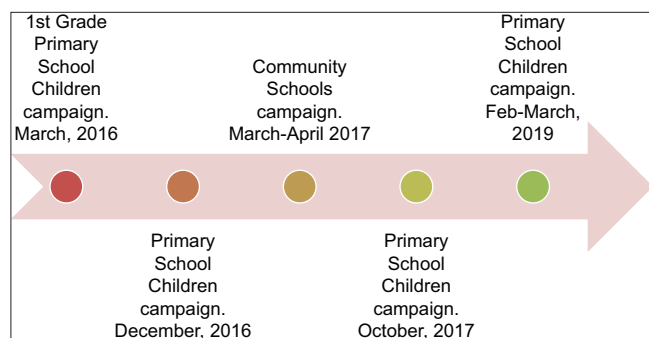 1st Grade
Primary
School
Children
campaign.
March, 2016
Primary
School
Children
campaign.
December, 2016
Community
Schools
campaign.
March-April 2017
Primary
School
Children
campaign.
October, 2017
Primary
School
Children
campaign.
Feb-March,
2019